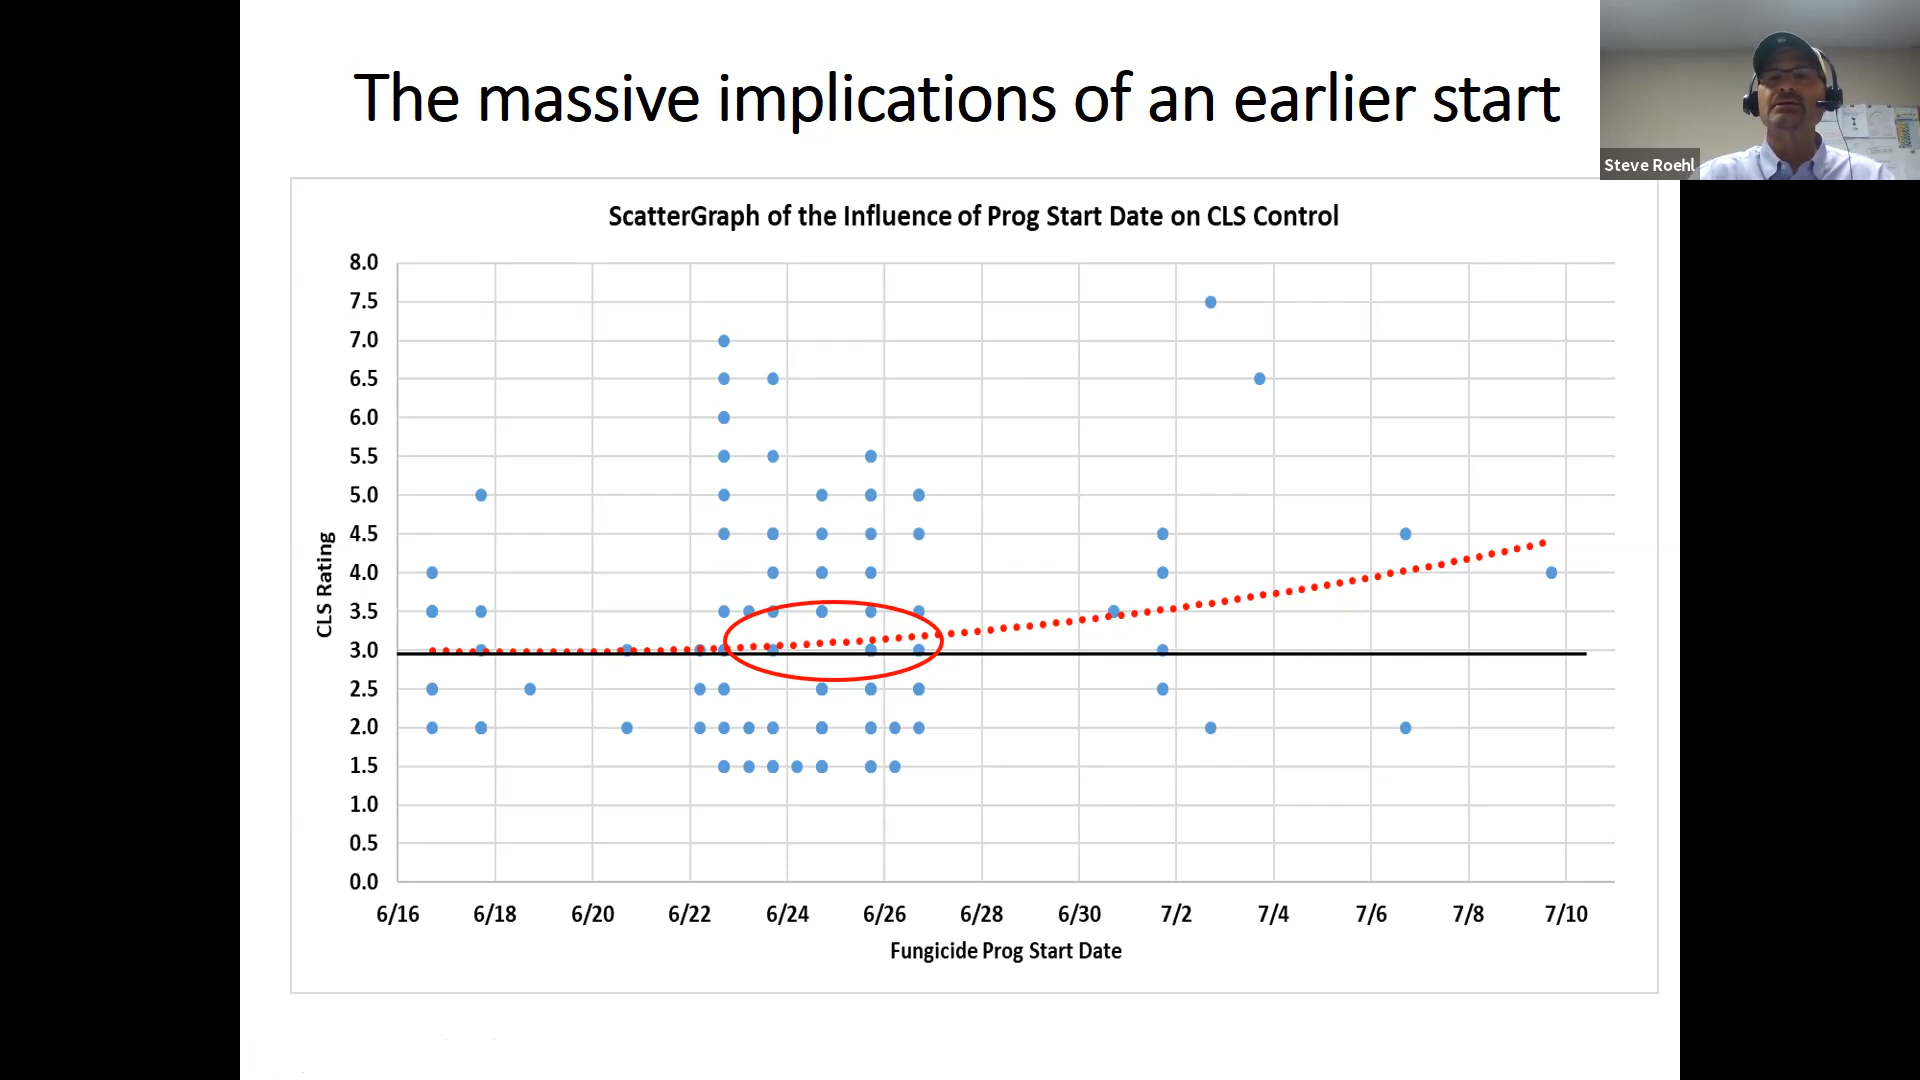 The massive implications of an earlier start
Steve Roehl
ScatterGraph of the Influence of Prog Start Date on CLS Control
8.0
7.5
7.0
6.5
6.0
5.5
5.0
4.5
4.0
3.5
3.0
2.5
2.0
1.5
1.0
0.5
0.0
CLS Rating
6/16 6/18 6/20 6/22 6/24 6/26 6/28 6/30 7/2 7/4 7/6 7/8 7/10
Fungicide Prog Start Date